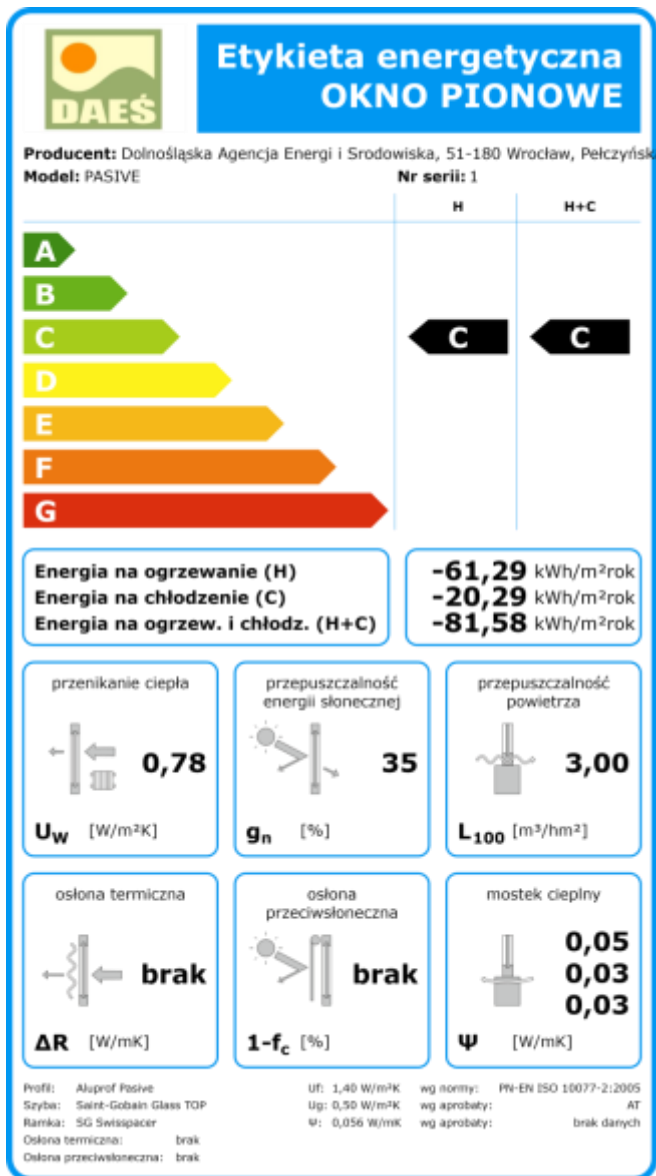 DAEŚ
Etykieta energetyczna
OKNO PIONOWE
Producent: Dolnośląska Agencja Energi i Srodowiska, 51-180 Wrocław, Pełczyńsk
Model: PASIVE Nr serii: 1
H H+C
A
B
C C C
D
E
F
G
Energia na ogrzewanie (H) -61,29 kWh/m²rok
Energia na chłodzenie (C) -20,29 kWh/m²rok
Energia na ogrzew. i chłodz. (H+C) -81,58 kWh/m²rok
przenikanie ciepła
0,78
Uw [W/m²K]
przepuszczalność
energii słonecznej
35
gn [%]
przepuszczalność
powietrza
3,00
L100 [m³/hm²]
osłona termiczna
brak
ΔR [W/mK]
osłona
przeciwsłoneczna
brak
1-fc [%]
mostek cieplny
0,05
0,03
0,03
Ψ [W/mK]
Profil: Aluprof Pasive Uf: 1,40 W/m²K wg normy: PN-EN ISO 10077-2:2005
Szyba: Saint-Gobain Glass TOP Ug: 0,50 W/m²K wg aprobaty: AT
Ramka: SG Swisspacer Ψ: 0,056 W/mK wg aprobaty: brak danych
Osłona termiczna: brak
Osłona przeciwsłoneczna: brak